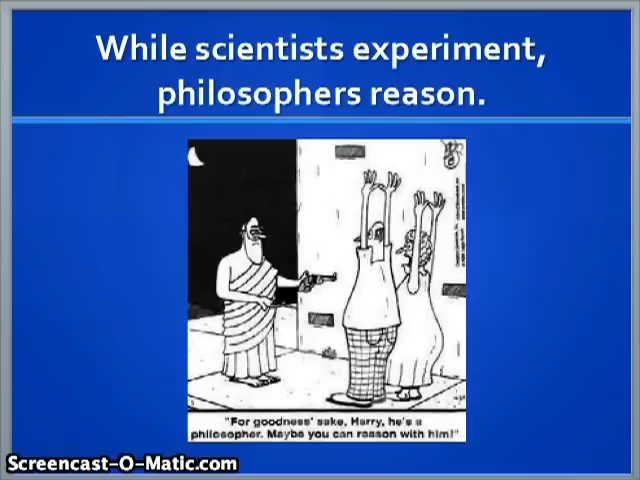 While scientists experiment,
philosophers reason.
"For goodness' sake, Harry, he's a
philosopher. Maybe you can reason with him!"
Screencast-O-Matic.com